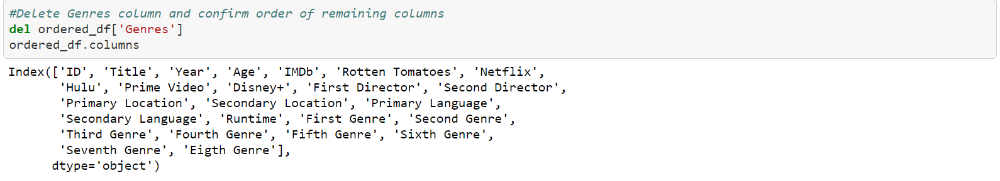 #Delete Genres column and confirm order of remaining columns
del ordered_df['Genres']
ordered_df.columns
Index(['ID', 'Title', 'Year', 'Age', 'IMDb', 'Rotten Tomatoes', 'Netflix',
'Hulu', 'Prime Video', 'Disney+', 'First Director', 'Second Director',
'Primary Location', 'Secondary Location', 'Primary Language',
'Secondary Language', 'Runtime', 'First Genre', 'Second Genre',
'Third Genre', 'Fourth Genre', 'Fifth Genre', 'Sixth Genre',
'Seventh Genre', 'Eigth Genre'],
dtype='object')